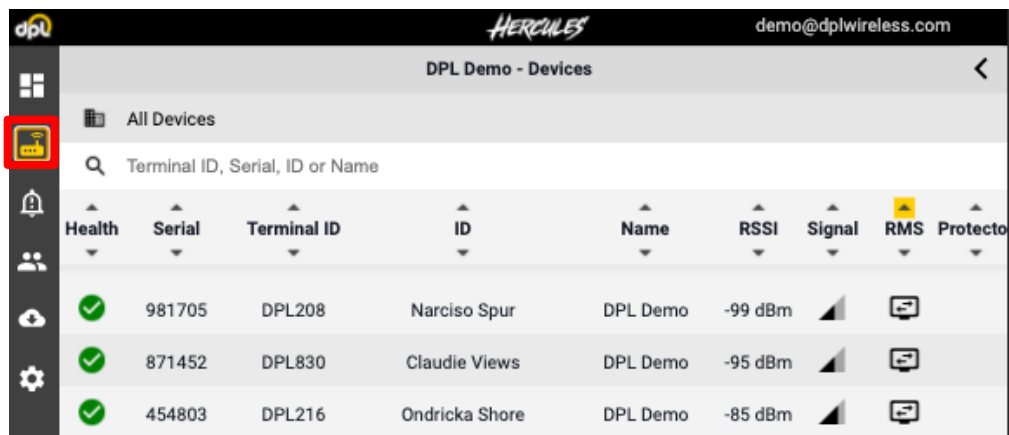 dpl HERCULES demo@dplwireless.com
DPL Demo - Devices
All Devices
Terminal ID, Serial, ID or Name
Health Serial Terminal ID ID Name RSSI Signal RMS Protecto
981705 DPL208 Narciso Spur DPL Demo -99 dBm
871452 DPL830 Claudie Views DPL Demo -95 dBm
454803 DPL216 Ondricka Shore DPL Demo -85 dBm